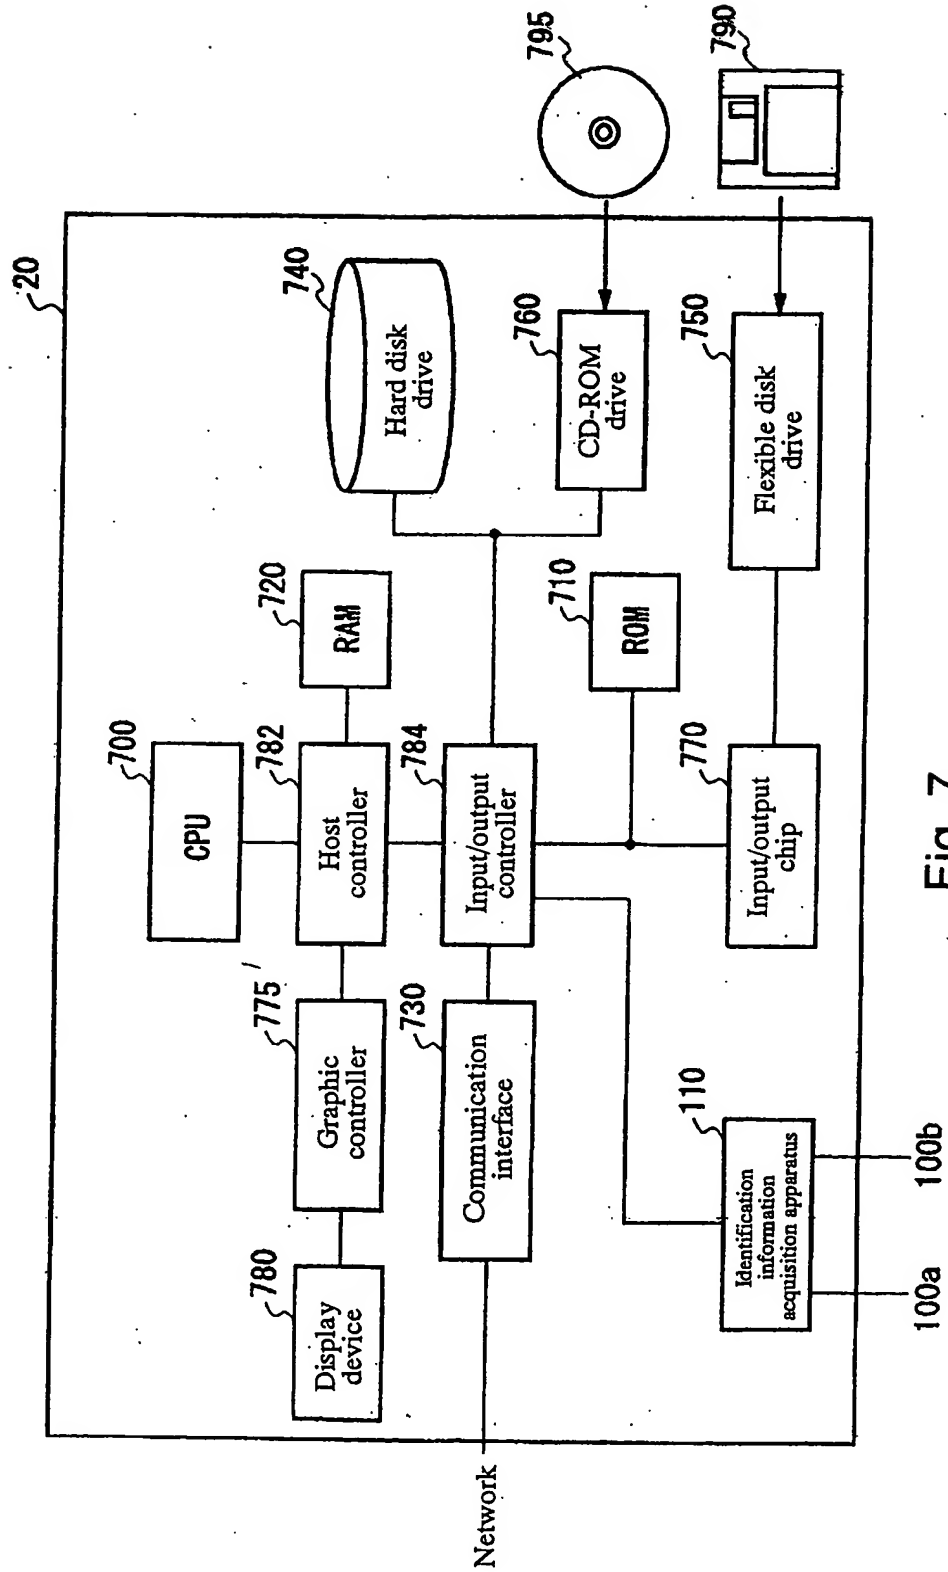 20
700
CPU
775
782
720
780
Display
device
Graphic
controller
Host
controller
RAM
740
Hard disk
drive
730
784
Communication
interface
Input/output
controller
760
CD-ROM
drive
795
Network
710
ROM
110
770
750
790
Identification
information
acquisition apparatus
Input/output
chip
Flexible disk
drive
100a
100b
Fig. 7